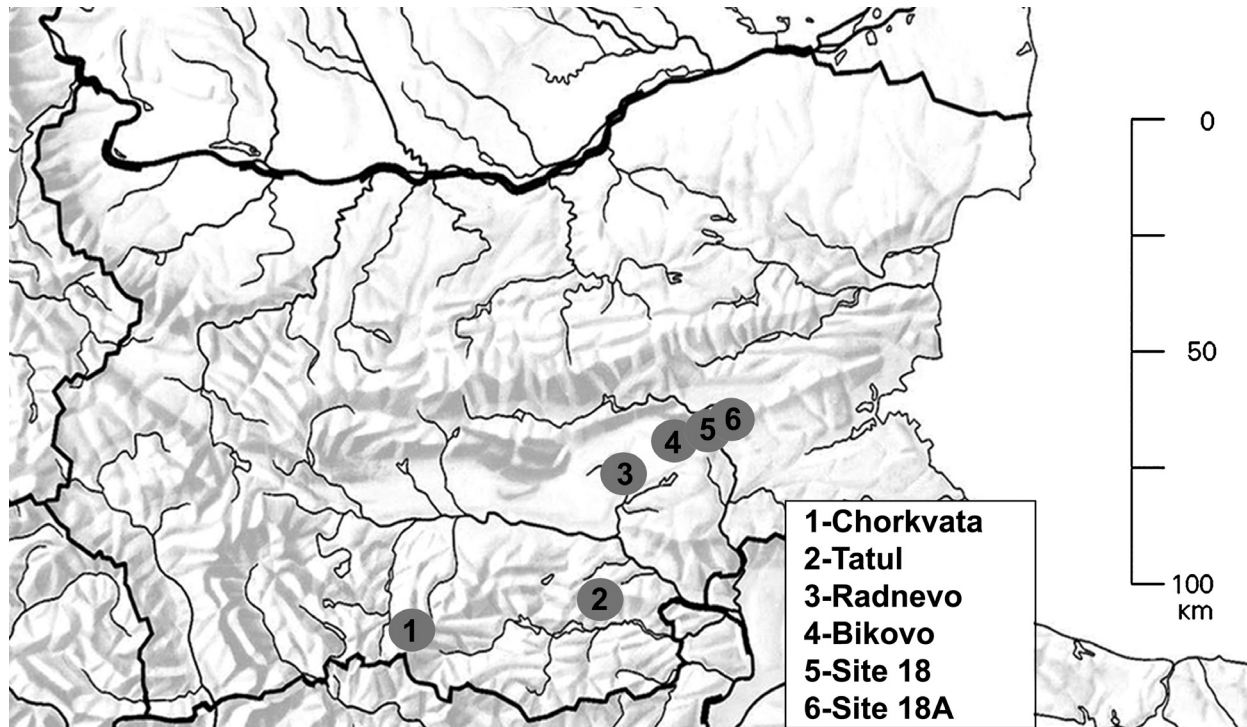 0
50
100
км
6
5
4
3
2
1
1-Chorkvata
2-Tatul
3-Radnevo
4-Bikovo
5-Site 18
6-Site 18A